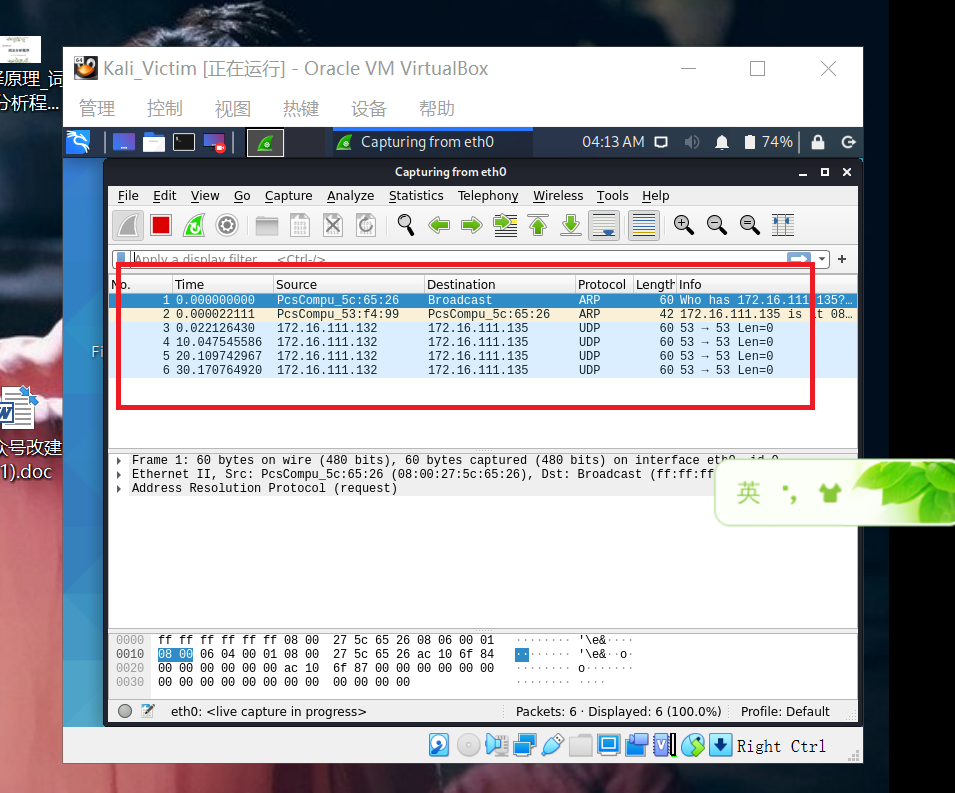 Kali_Victim [正在运行] - Oracle VM VirtualBox
管理 控制 视图 热键 设备 帮助
Capturing from eth0 04:13 AM 74%
Capturing from eth0
File Edit View Go Capture Analyze Statistics Telephony Wireless Tools Help
Apply a display filter ... <Ctrl-/>
No. Time Source Destination Protocol Length Info
1 0.000000000 PcsCompu_5c:65:26 Broadcast ARP 60 Who has 172.16.111.135?…
2 0.000022111 PcsCompu_53:f4:99 PcsCompu_5c:65:26 ARP 42 172.16.111.135 is at 08…
3 0.022126430 172.16.111.132 172.16.111.135 UDP 60 53 → 53 Len=0
4 10.047545586 172.16.111.132 172.16.111.135 UDP 60 53 → 53 Len=0
5 20.109742967 172.16.111.132 172.16.111.135 UDP 60 53 → 53 Len=0
6 30.170764920 172.16.111.132 172.16.111.135 UDP 60 53 → 53 Len=0
Fi
Frame 1: 60 bytes on wire (480 bits), 60 bytes captured (480 bits) on interface eth0, id 0
Ethernet II, Src: PcsCompu_5c:65:26 (08:00:27:5c:65:26), Dst: Broadcast (ff:ff:ff
Address Resolution Protocol (request)
0000 ff ff ff ff ff ff 08 00 27 5c 65 26 08 06 00 01 ········ '\e&····
0010 08 00 06 04 00 01 08 00 27 5c 65 26 ac 10 6f 84 ········ '\e&··o·
0020 00 00 00 00 00 00 ac 10 6f 87 00 00 00 00 00 00 ········ o·······
0030 00 00 00 00 00 00 00 00 00 00 00 00 ········ ····
eth0: <live capture in progress> Packets: 6 · Displayed: 6 (100.0%) Profile: Default
Right Ctrl
原理_词
分析程...
众号改建
1).doc
英